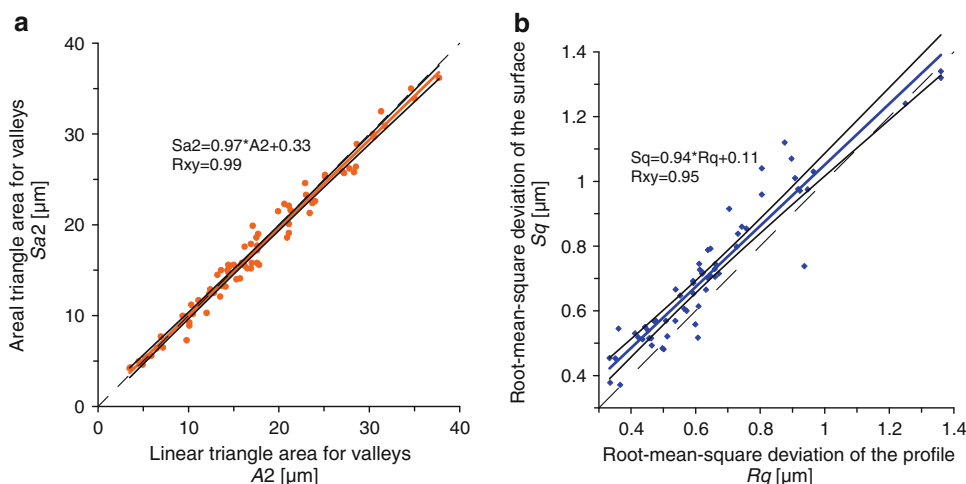 a
Areal triangle area for valleys
Sa2 [µm]
40
30
20
10
0
Sa2=0.97*A2+0.33
Rxy=0.99
0 10 20 30 40
Linear triangle area for valleys
A2 [µm]
b
Root-mean-square deviation of the surface
Sq [µm]
1.4
1.2
1
0.8
0.6
0.4
Sq=0.94*Rq+0.11
Rxy=0.95
0.4 0.6 0.8 1 1.2 1.4
Root-mean-square deviation of the profile
Rq [µm]